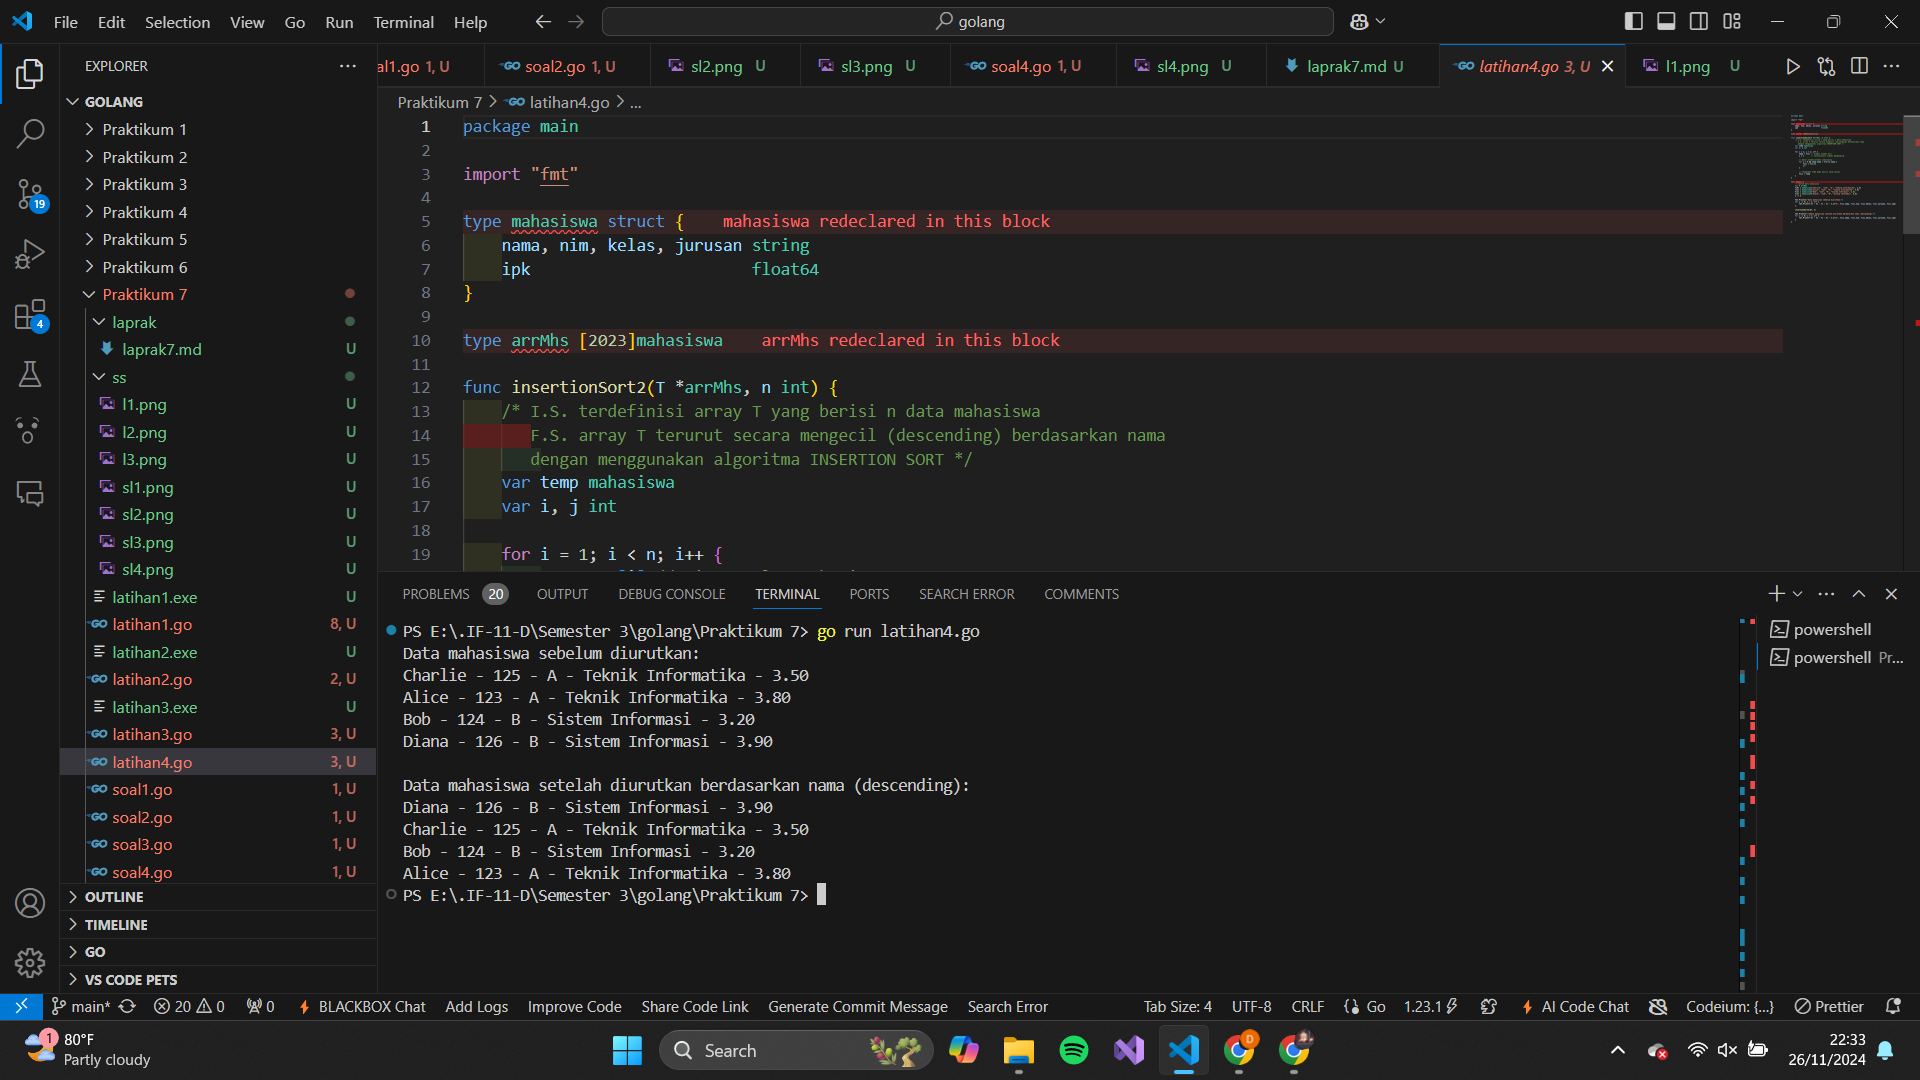 File Edit Selection View Go Run Terminal Help
golang
EXPLORER
GOLANG
Praktikum 1
Praktikum 2
Praktikum 3
Praktikum 4
Praktikum 5
Praktikum 6
Praktikum 7
laprak
laprak7.md U
ss
l1.png U
l2.png U
l3.png U
sl1.png U
sl2.png U
sl3.png U
sl4.png U
latihan1.exe U
latihan1.go 8, U
latihan2.exe U
latihan2.go 2, U
latihan3.exe U
latihan3.go 3, U
latihan4.go 3, U
soal1.go 1, U
soal2.go 1, U
soal3.go 1, U
soal4.go 1, U
OUTLINE
TIMELINE
GO
VS CODE PETS
19
4
al1.go 1, U soal2.go 1, U sl2.png U sl3.png U soal4.go 1, U sl4.png U laprak7.md U latihan4.go 3, U l1.png U
Praktikum 7 > latihan4.go > ...
1 package main
2
3 import "fmt"
4
5 type mahasiswa struct { mahasiswa redeclared in this block
6 nama, nim, kelas, jurusan string
7 ipk float64
8 }
9
10 type arrMhs [2023]mahasiswa arrMhs redeclared in this block
11
12 func insertionSort2(T *arrMhs, n int) {
13 /* I.S. terdefinisi array T yang berisi n data mahasiswa
14 F.S. array T terurut secara mengecil (descending) berdasarkan nama
15 dengan menggunakan algoritma INSERTION SORT */
16 var temp mahasiswa
17 var i, j int
18
19 for i = 1; i < n; i++ {
PROBLEMS 20 OUTPUT DEBUG CONSOLE TERMINAL PORTS SEARCH ERROR COMMENTS
PS E:\.IF-11-D\Semester 3\golang\Praktikum 7> go run latihan4.go
Data mahasiswa sebelum diurutkan:
Charlie - 125 - A - Teknik Informatika - 3.50
Alice - 123 - A - Teknik Informatika - 3.80
Bob - 124 - B - Sistem Informasi - 3.20
Diana - 126 - B - Sistem Informasi - 3.90

Data mahasiswa setelah diurutkan berdasarkan nama (descending):
Diana - 126 - B - Sistem Informasi - 3.90
Charlie - 125 - A - Teknik Informatika - 3.50
Bob - 124 - B - Sistem Informasi - 3.20
Alice - 123 - A - Teknik Informatika - 3.80
PS E:\.IF-11-D\Semester 3\golang\Praktikum 7>
powershell
powershell Pr...
main* 20 0 0 BLACKBOX Chat Add Logs Improve Code Share Code Link Generate Commit Message Search Error Tab Size: 4 UTF-8 CRLF Go 1.23.1 AI Code Chat Codeium: {...} Prettier
1
80°F
Partly cloudy
Search
D
22:33
26/11/2024